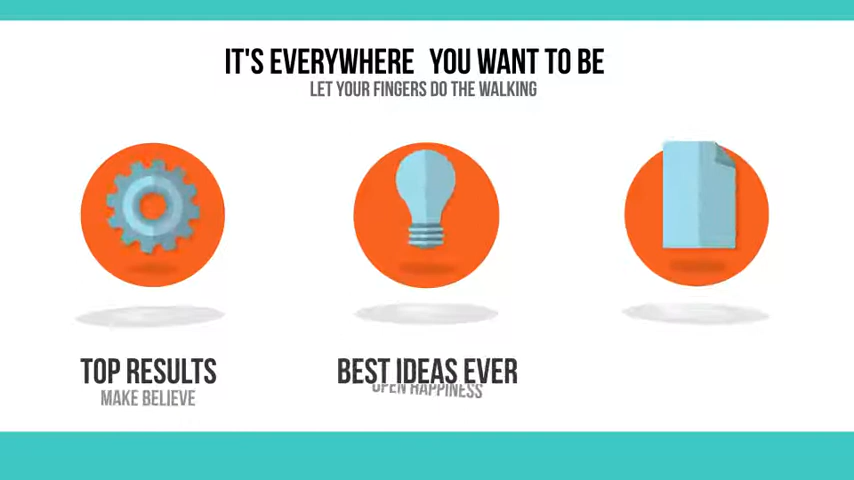 IT'S EVERYWHERE YOU WANT TO BE
LET YOUR FINGERS DO THE WALKING
TOP RESULTS
MAKE BELIEVE
BEST IDEAS EVER
OPEN HAPPINESS